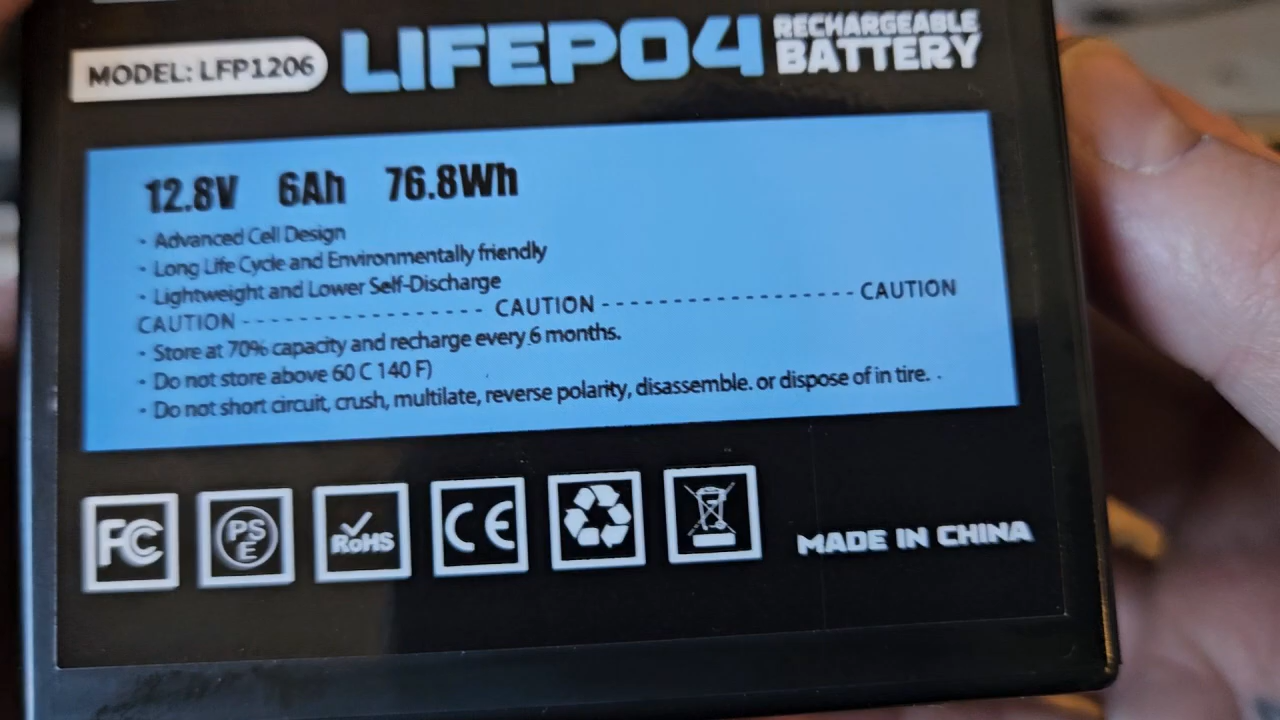 MODEL: LFP1206 LIFEPO4 RECHARGEABLE BATTERY
12.8V 6Ah 76.8Wh
· Advanced Cell Design
· Long Life Cycle and Environmentally friendly
· Lightweight and Lower Self-Discharge
CAUTION - - - - - - - - - - - - - - - - - CAUTION - - - - - - - - - - - - - - - - - - CAUTION
· Store at 70% capacity and recharge every 6 months.
· Do not store above 60 C 140 F)
· Do not short circuit, crush, multilate, reverse polarity, disassemble. or dispose of in tire. .
FC PSE RoHS CE MADE IN CHINA